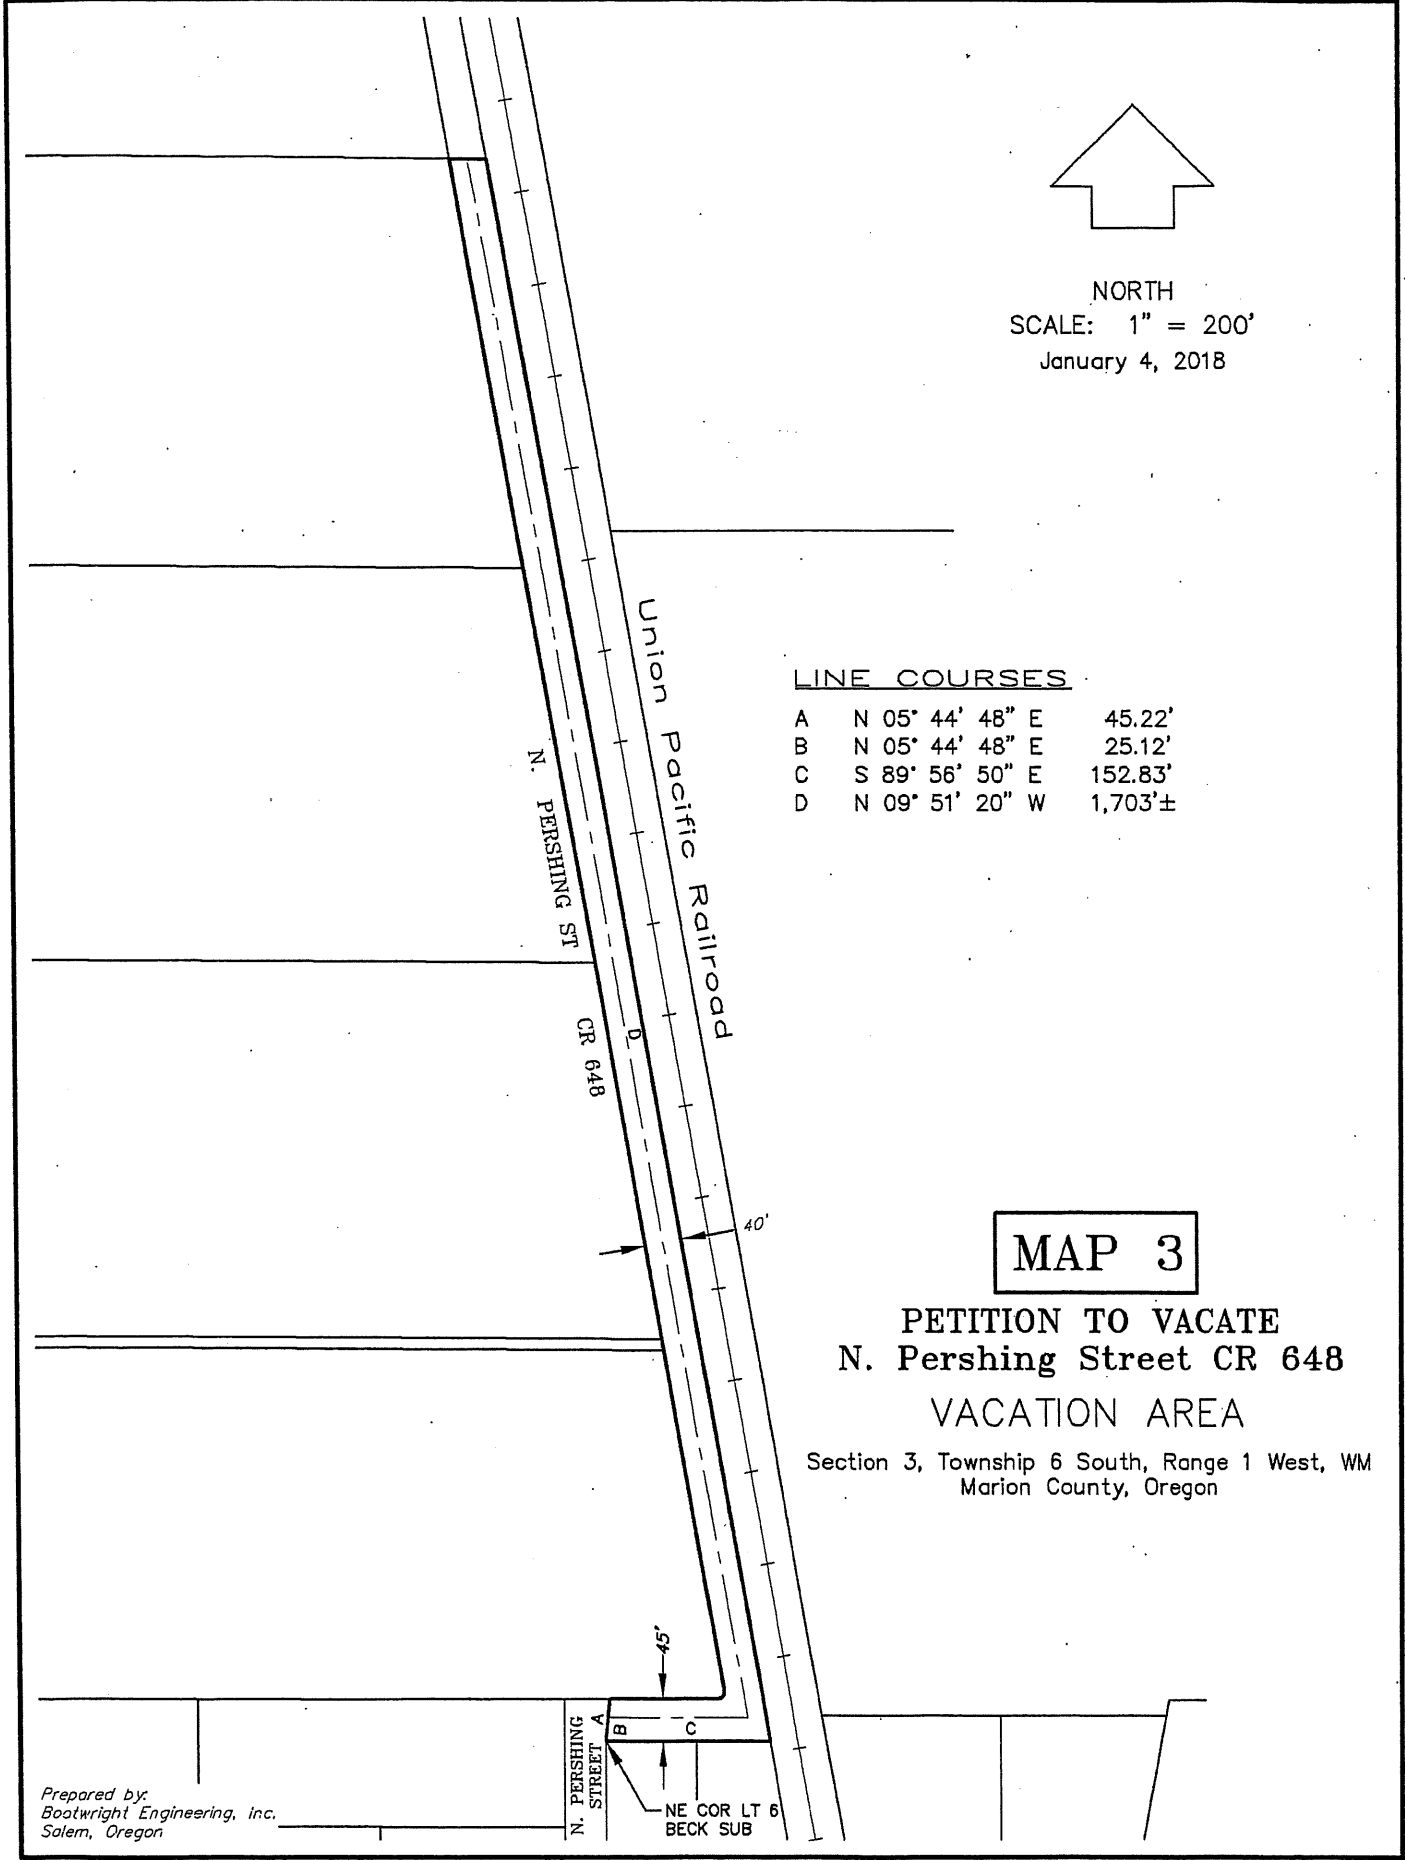 NORTH
SCALE: 1" = 200'
January 4, 2018
Union Pacific Railroad
LINE COURSES
A N 05° 44' 48" E 45.22'
B N 05° 44' 48" E 25.12'
C S 89° 56' 50" E 152.83'
D N 09° 51' 20" W 1,703'±
N. PERSHING ST
CR 648
D
40'
MAP 3
PETITION TO VACATE
N. Pershing Street CR 648
VACATION AREA
Section 3, Township 6 South, Range 1 West, WM
Marion County, Oregon
45'
A
B
C
N. PERSHING
STREET
NE COR LT 6
BECK SUB
Prepared by:
Boatwright Engineering, Inc.
Salem, Oregon